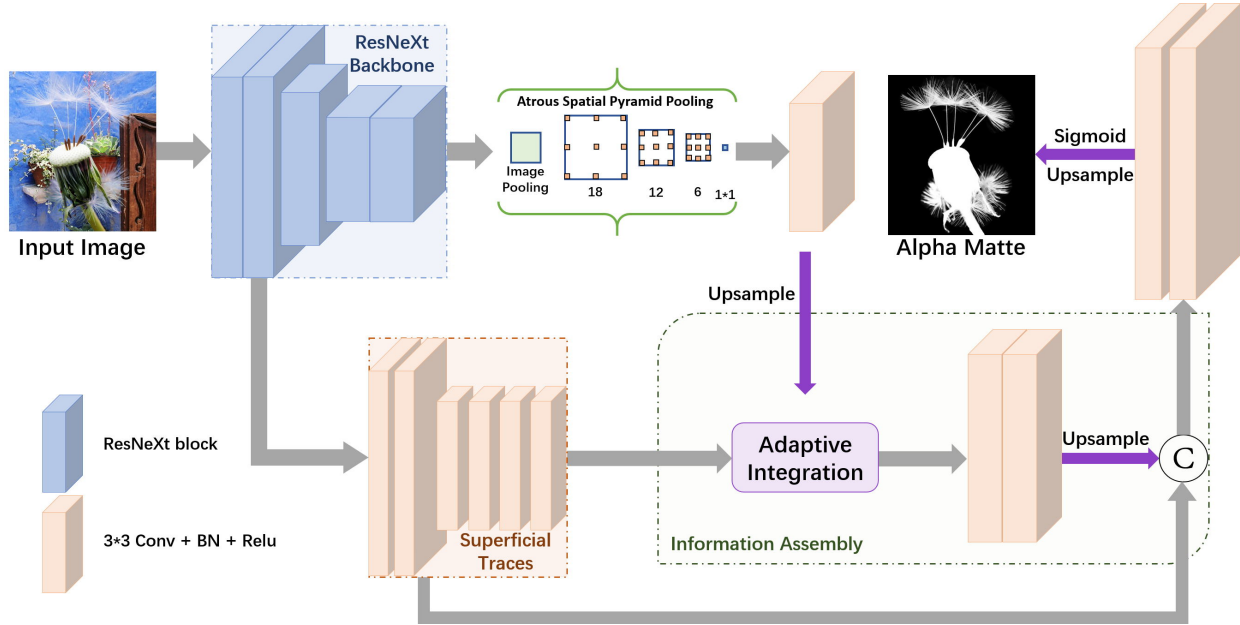 ResNeXt
Backbone
Input Image
Atrous Spatial Pyramid Pooling
Image
Pooling
18
12
6
1*1
Sigmoid
Upsample
Alpha Matte
Upsample
ResNeXt block
3*3 Conv + BN + Relu
Superficial
Traces
Adaptive
Integration
Upsample
C
Information Assembly